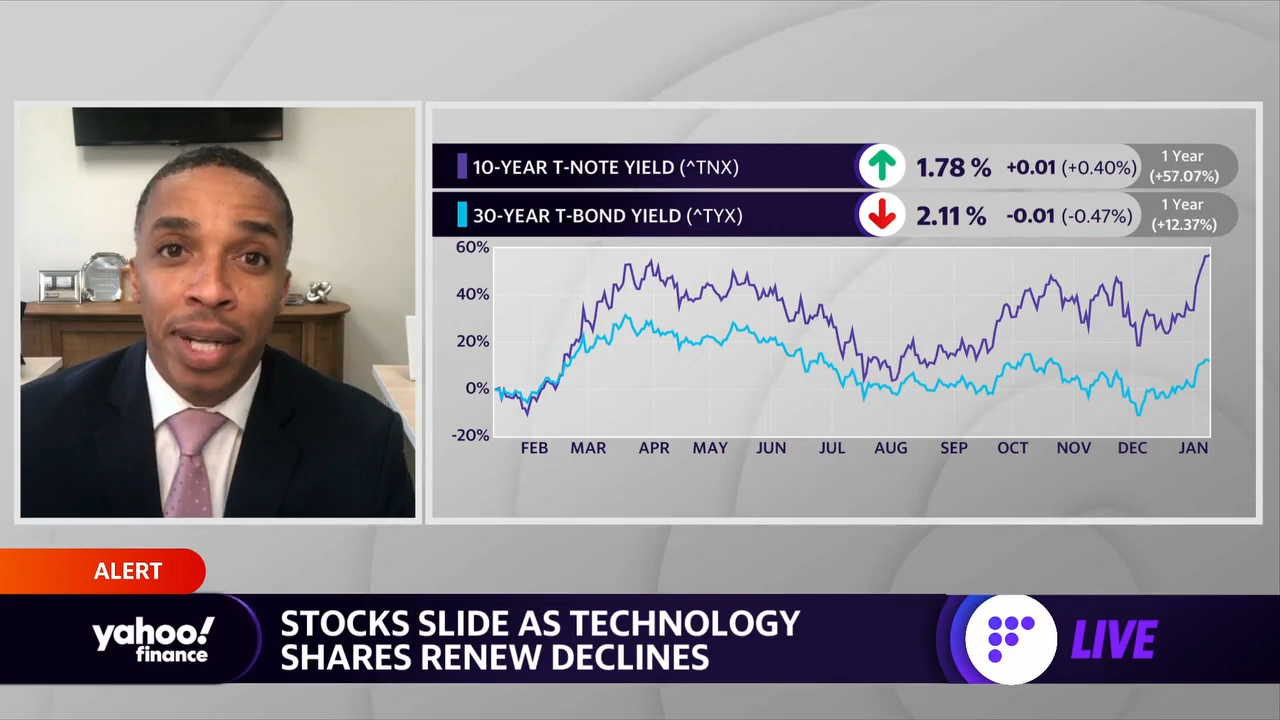 10-YEAR T-NOTE YIELD (^TNX) 1.78 % +0.01 (+0.40%) 1 Year (+57.07%)
30-YEAR T-BOND YIELD (^TYX) 2.11 % -0.01 (-0.47%) 1 Year (+12.37%)
60%
40%
20%
0%
-20%
FEB MAR APR MAY JUN JUL AUG SEP OCT NOV DEC JAN
ALERT
yahoo!
finance
STOCKS SLIDE AS TECHNOLOGY
SHARES RENEW DECLINES
LIVE